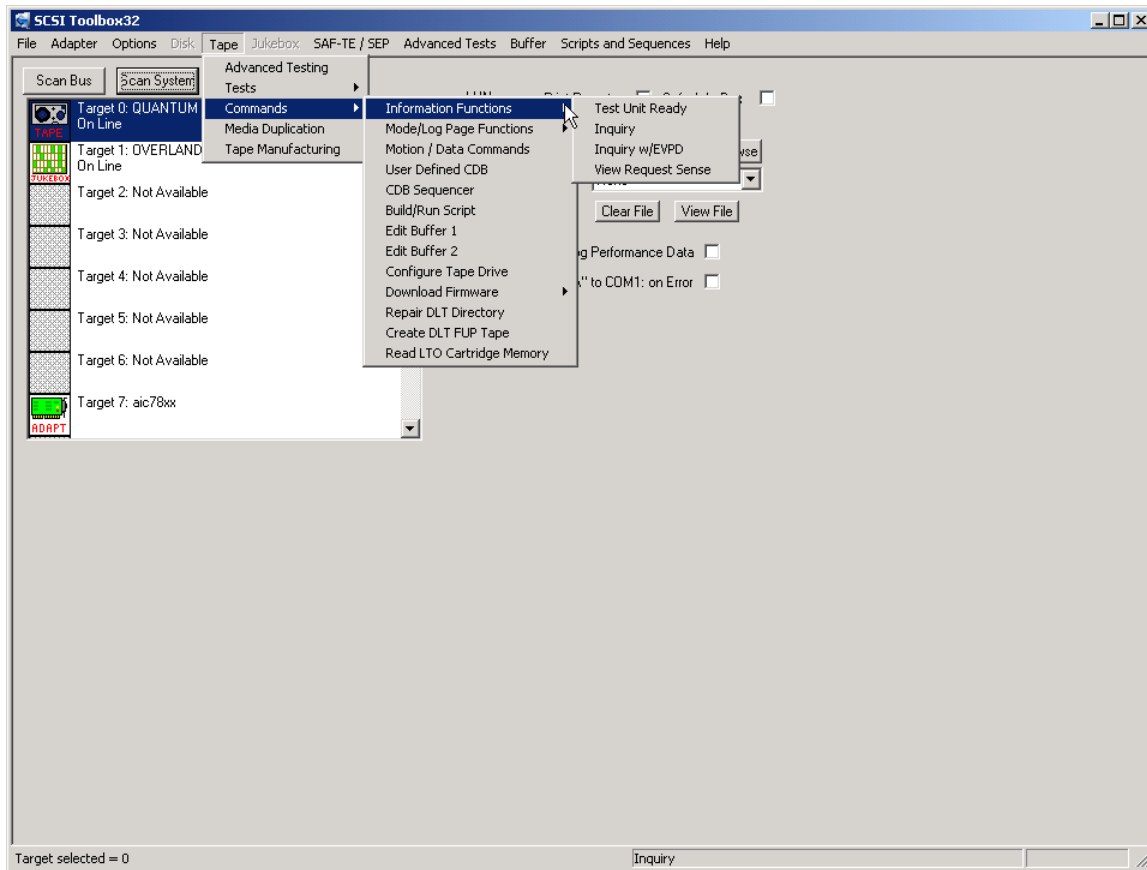 SCSI Toolbox32
File Adapter Options Disk Tape Jukebox SAF-TE / SEP Advanced Tests Buffer Scripts and Sequences Help
Scan Bus Scan System
Target 0: QUANTUM
On Line
TAPE
Target 1: OVERLAND
On Line
JUKEBOX
Target 2: Not Available
Target 3: Not Available
Target 4: Not Available
Target 5: Not Available
Target 6: Not Available
Target 7: aic78xx
ADAPT
Advanced Testing
Tests
Commands
Media Duplication
Tape Manufacturing
Information Functions
Mode/Log Page Functions
Motion / Data Commands
User Defined CDB
CDB Sequencer
Build/Run Script
Edit Buffer 1
Edit Buffer 2
Configure Tape Drive
Download Firmware
Repair DLT Directory
Create DLT FUP Tape
Read LTO Cartridge Memory
Test Unit Ready
Inquiry
Inquiry w/EVPD
View Request Sense
wse
Clear File View File
g Performance Data
" to COM1: on Error
Target selected = 0
Inquiry